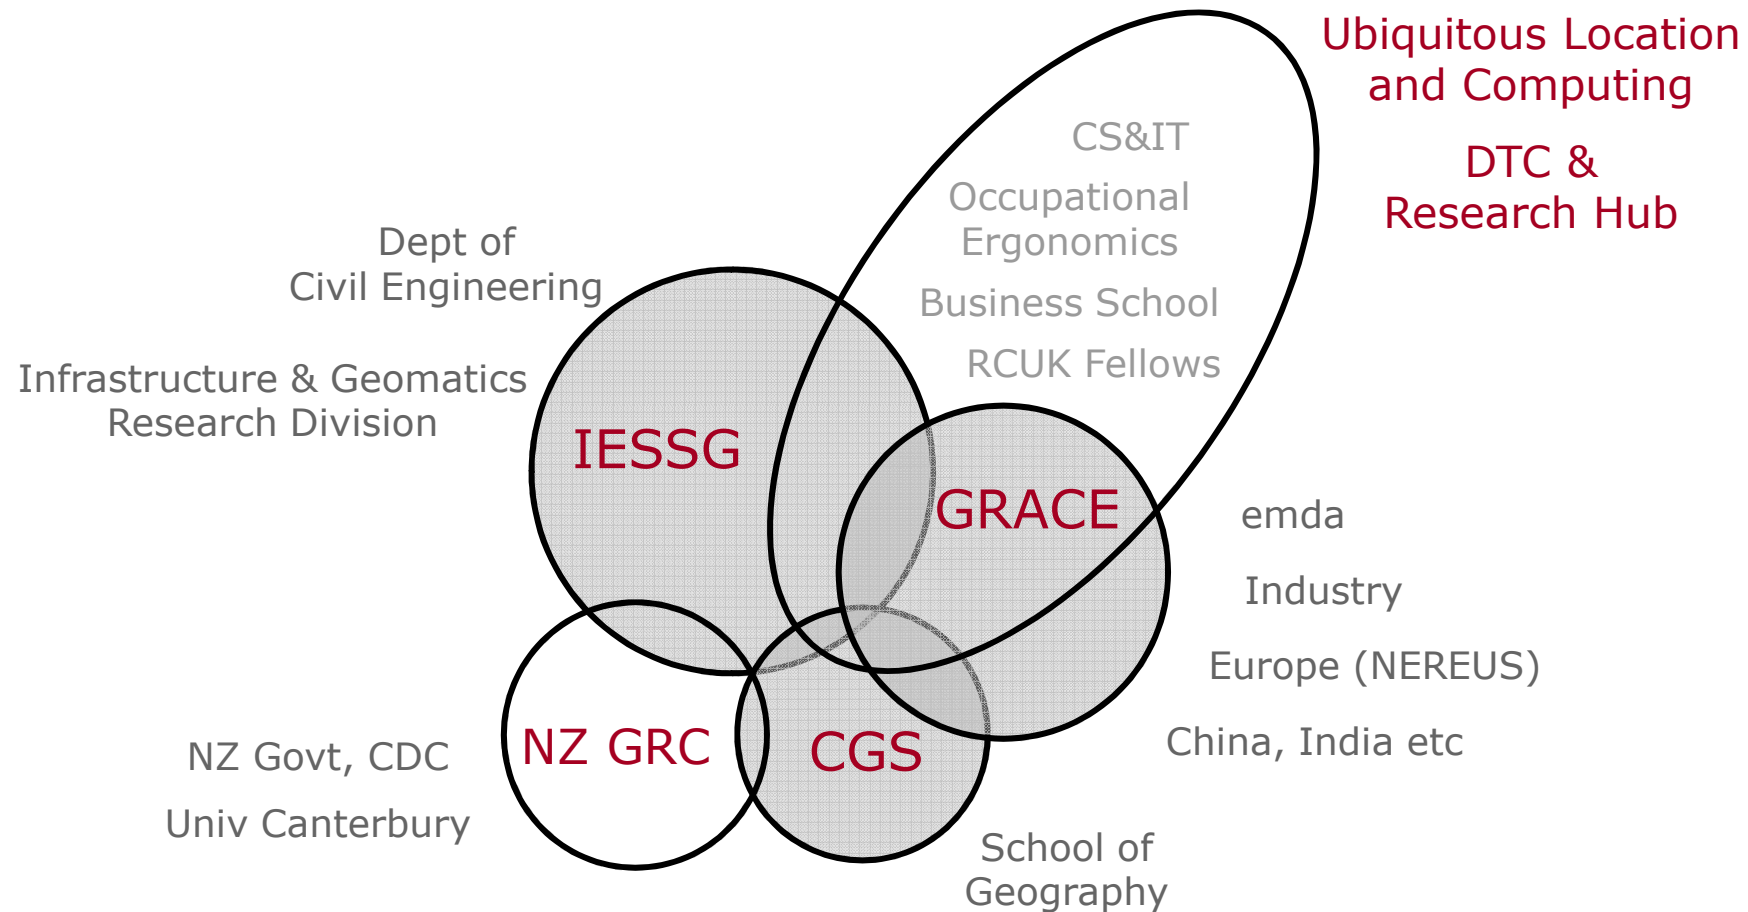 Ubiquitous Location
and Computing
DTC &
Research Hub
CS&IT
Occupational
Ergonomics
Business School
RCUK Fellows
Dept of
Civil Engineering
Infrastructure & Geomatics
Research Division
IESSG
GRACE
emda
Industry
Europe (NEREUS)
China, India etc
NZ GRC
CGS
NZ Govt, CDC
Univ Canterbury
School of
Geography